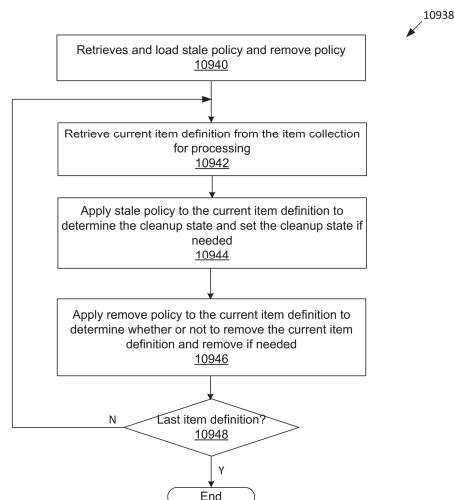 10938
Retrieves and load stale policy and remove policy
10940
Retrieve current item definition from the item collection
for processing
10942
Apply stale policy to the current item definition to
determine the cleanup state and set the cleanup state if
needed
10944
Apply remove policy to the current item definition to
determine whether or not to remove the current item
definition and remove if needed
10946
N
Last item definition?
10948
Y
End